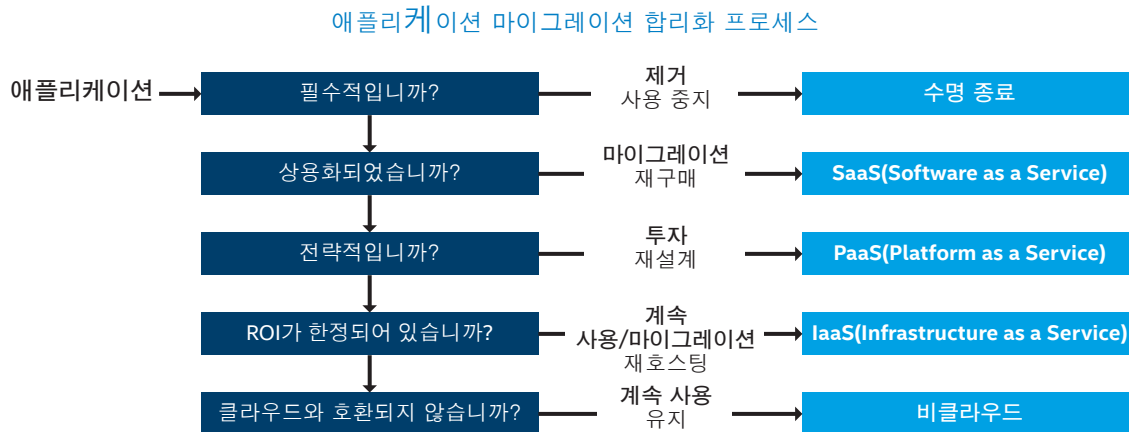 애플리케이션 마이그레이션 합리화 프로세스
애플리케이션
필수적입니까?
제거
사용 중지
수명 종료
상용화되었습니까?
마이그레이션
재구매
SaaS(Software as a Service)
전략적입니까?
투자
재설계
PaaS(Platform as a Service)
ROI가 한정되어 있습니까?
계속
사용/마이그레이션
재호스팅
IaaS(Infrastructure as a Service)
클라우드와 호환되지 않습니까?
계속 사용
유지
비클라우드